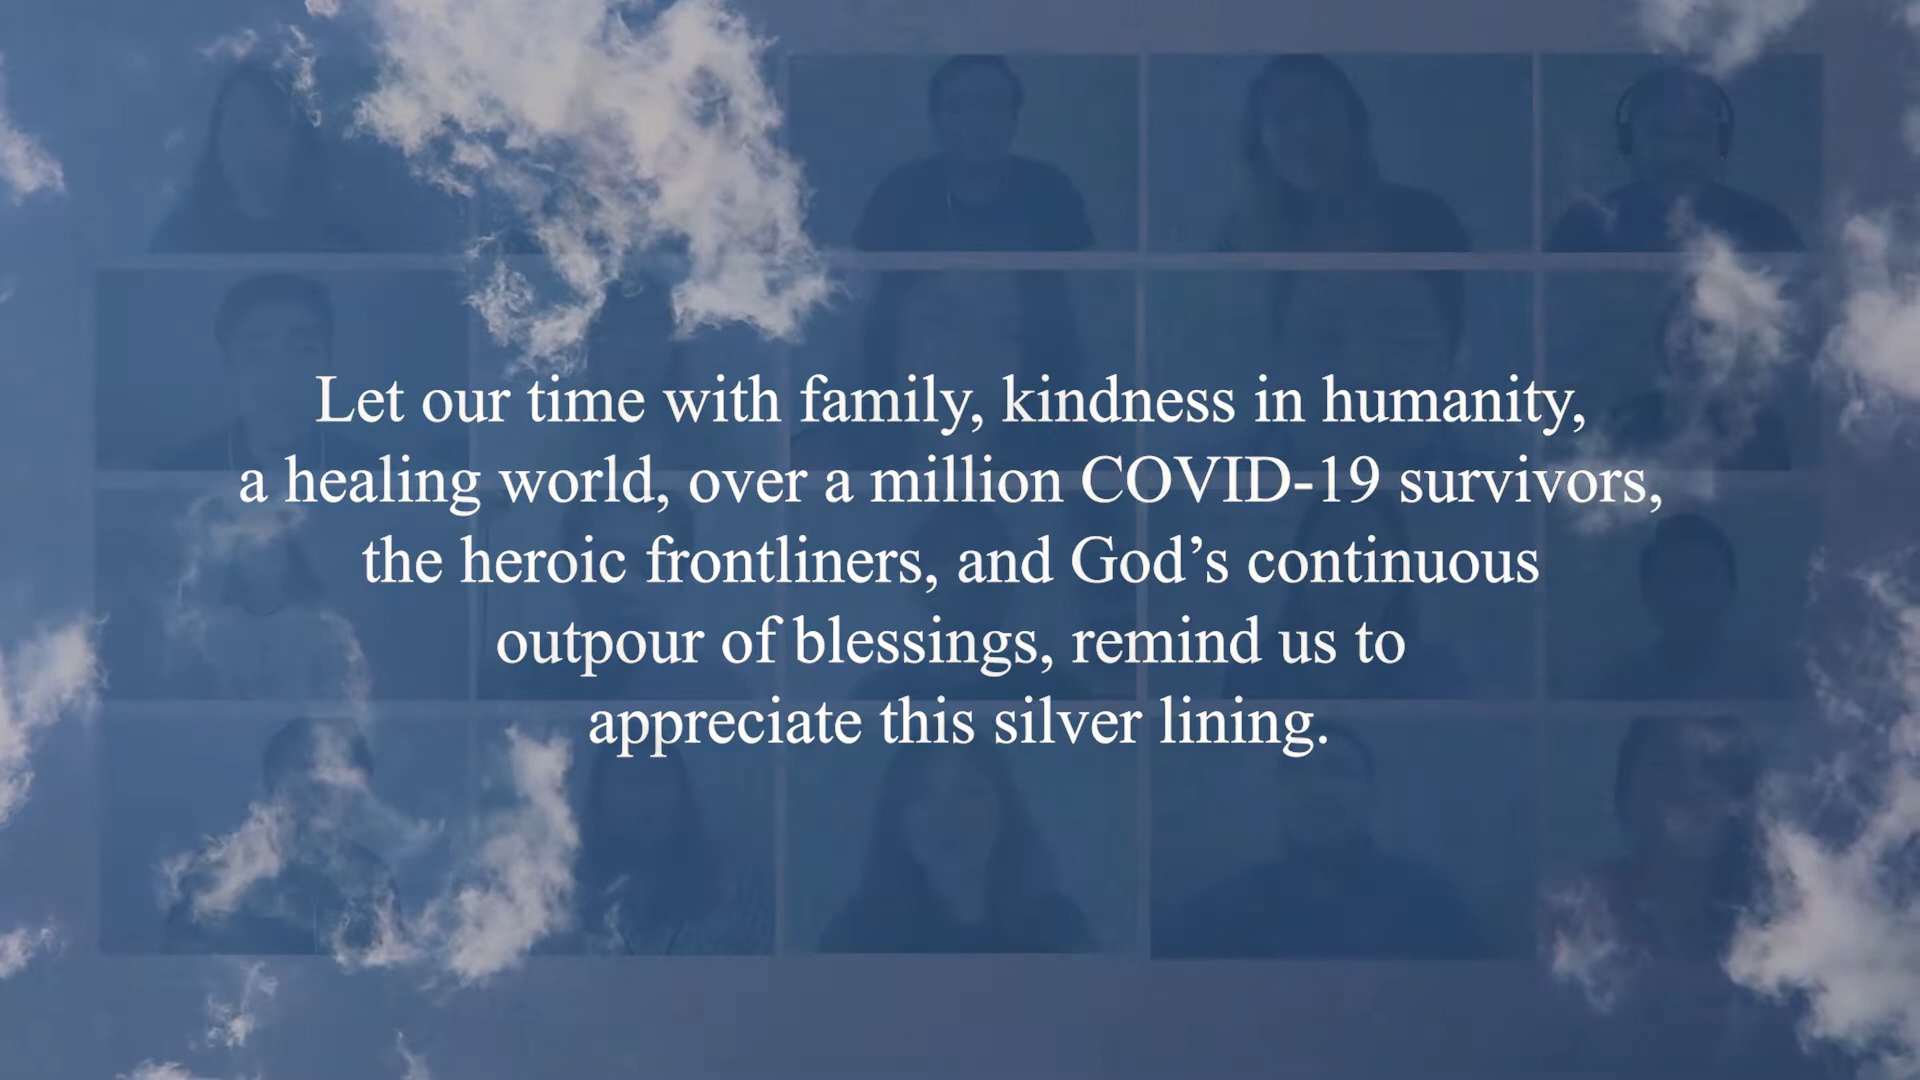 Let our time with family, kindness in humanity,
a healing world, over a million COVID-19 survivors,
the heroic frontliners, and God’s continuous
outpour of blessings, remind us to
appreciate this silver lining.